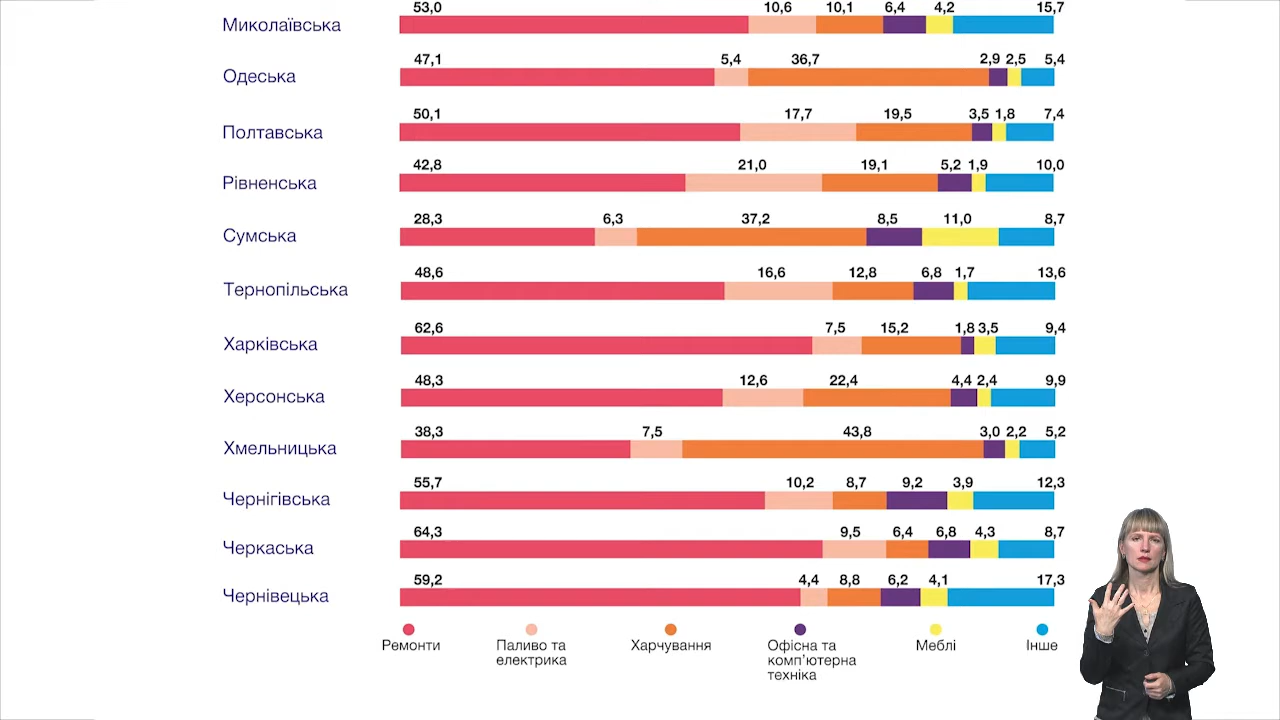 53,0 10,6 10,1 6,4 4,2 15,7
Миколаївська
47,1 5,4 36,7 2,9 2,5 5,4
Одеська
50,1 17,7 19,5 3,5 1,8 7,4
Полтавська
42,8 21,0 19,1 5,2 1,9 10,0
Рівненська
28,3 6,3 37,2 8,5 11,0 8,7
Сумська
48,6 16,6 12,8 6,8 1,7 13,6
Тернопільська
62,6 7,5 15,2 1,8 3,5 9,4
Харківська
48,3 12,6 22,4 4,4 2,4 9,9
Херсонська
38,3 7,5 43,8 3,0 2,2 5,2
Хмельницька
55,7 10,2 8,7 9,2 3,9 12,3
Чернігівська
64,3 9,5 6,4 6,8 4,3 8,7
Черкаська
59,2 4,4 8,8 6,2 4,1 17,3
Чернівецька
Ремонти
Паливо та
електрика
Харчування
Офісна та
комп'ютерна
техніка
Меблі
Інше